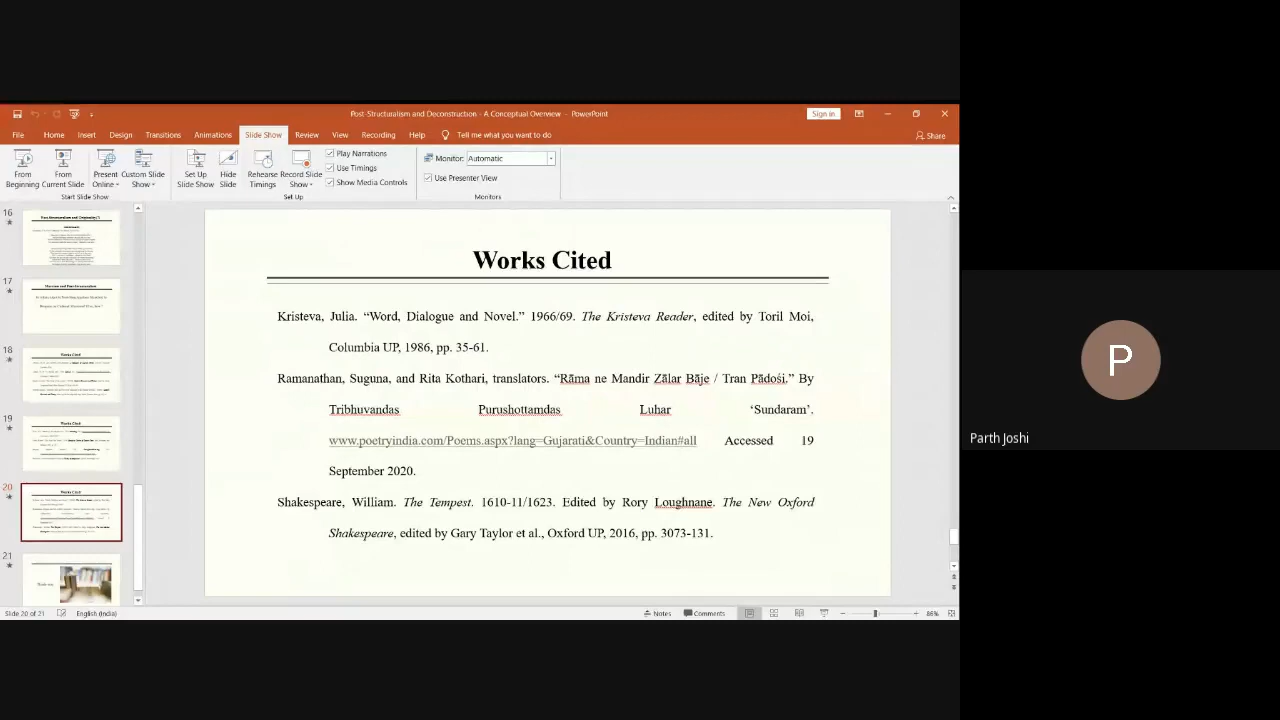 Post-Structuralism and Deconstruction - A Conceptual Overview - PowerPoint
Sign in
File Home Insert Design Transitions Animations Slide Show Review View Recording Help Tell me what you want to do
Share
From Beginning
From Current Slide
Present Online
Custom Slide Show
Set Up Slide Show
Hide Slide
Rehearse Timings
Record Slide Show
Play Narrations
Use Timings
Show Media Controls
Monitor: Automatic
Use Presenter View
Start Slide Show
Set Up
Monitors
16
17
18
Works Cited
19
Works Cited
20
Works Cited
21
Works Cited
Kristeva, Julia. “Word, Dialogue and Novel.” 1966/69. The Kristeva Reader, edited by Toril Moi,
Columbia UP, 1986, pp. 35-61.
Ramanathan, Suguna, and Rita Kothari, translators. “Rāma ne Mandir Zālar Bāje / Tran Pādosi.” By
Tribhuvandas Purushottamdas Luhar ‘Sundaram’.
www.poetryindia.com/Poems.aspx?lang=Gujarati&Country=Indian#all Accessed 19
September 2020.
Shakespeare, William. The Tempest. 1610-11/1623. Edited by Rory Loughnane. The New Oxford
Shakespeare, edited by Gary Taylor et al., Oxford UP, 2016, pp. 3073-131.
P
Parth Joshi
Slide 20 of 21
English (India)
Notes
Comments
86%